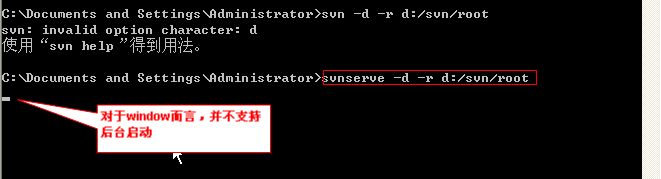 C:\Documents and Settings\Administrator>svn -d -r d:/svn/root
svn: invalid option character: d
使用 “svn help”得到用法。
C:\Documents and Settings\Administrator>svnserve -d -r d:/svn/root
对于window而言，并不支持
后台启动